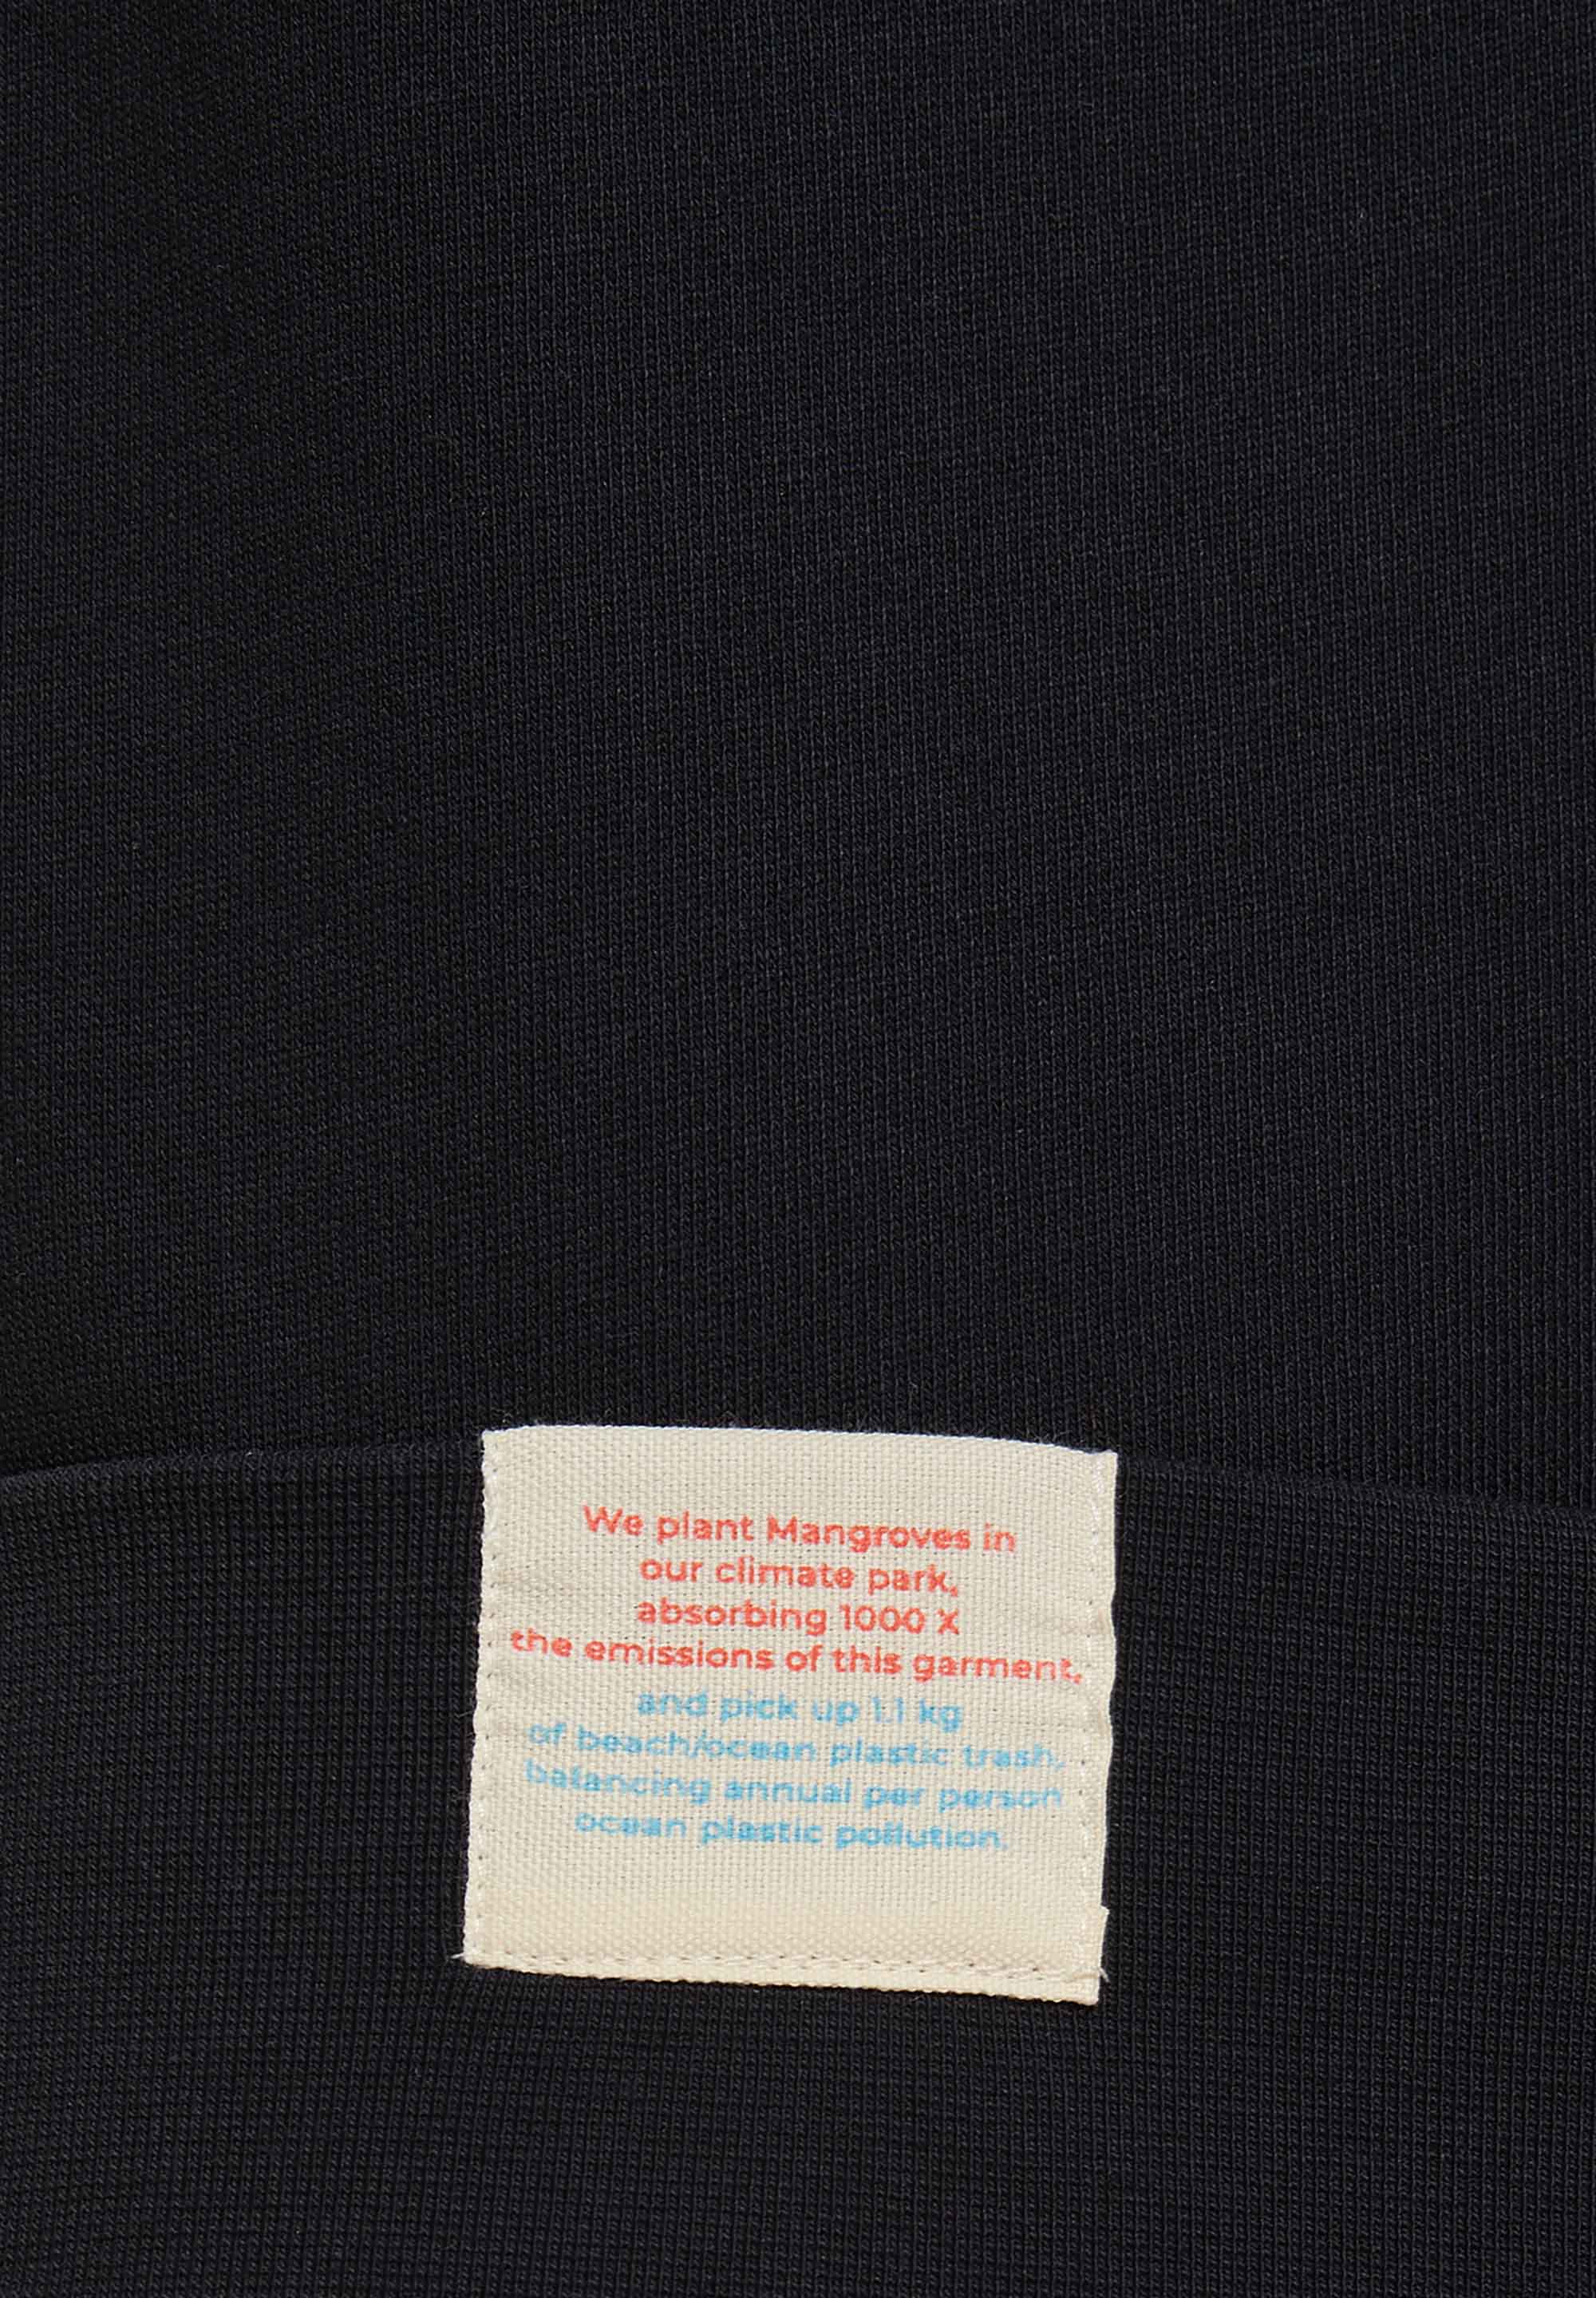 We plant Mangroves in
our climate park,
absorbing 1000 X
the emissions of this garment,
and pick up 1.1 kg
of beach/ocean plastic trash,
balancing annual per person
ocean plastic pollution.